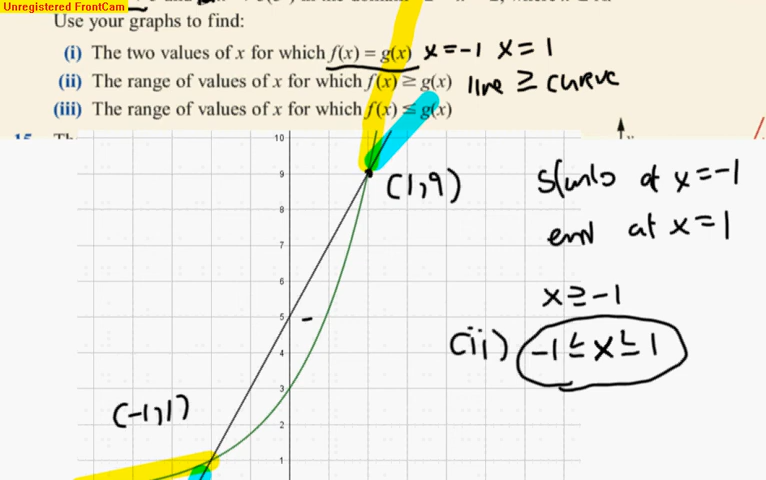 Unregistered FrontCam
Use your graphs to find:
(i) The two values of x for which f(x) = g(x) x = -1 x = 1
(ii) The range of values of x for which f(x) ≥ g(x) line ≥ curve
(iii) The range of values of x for which f(x) ≤ g(x)
15 Th
10
9
(1,9)
8
7
6
5
4
3
2
1
(-1,1)
starts at x = -1
end at x = 1
x ≥ -1
(ii) -1 ≤ x ≤ 1